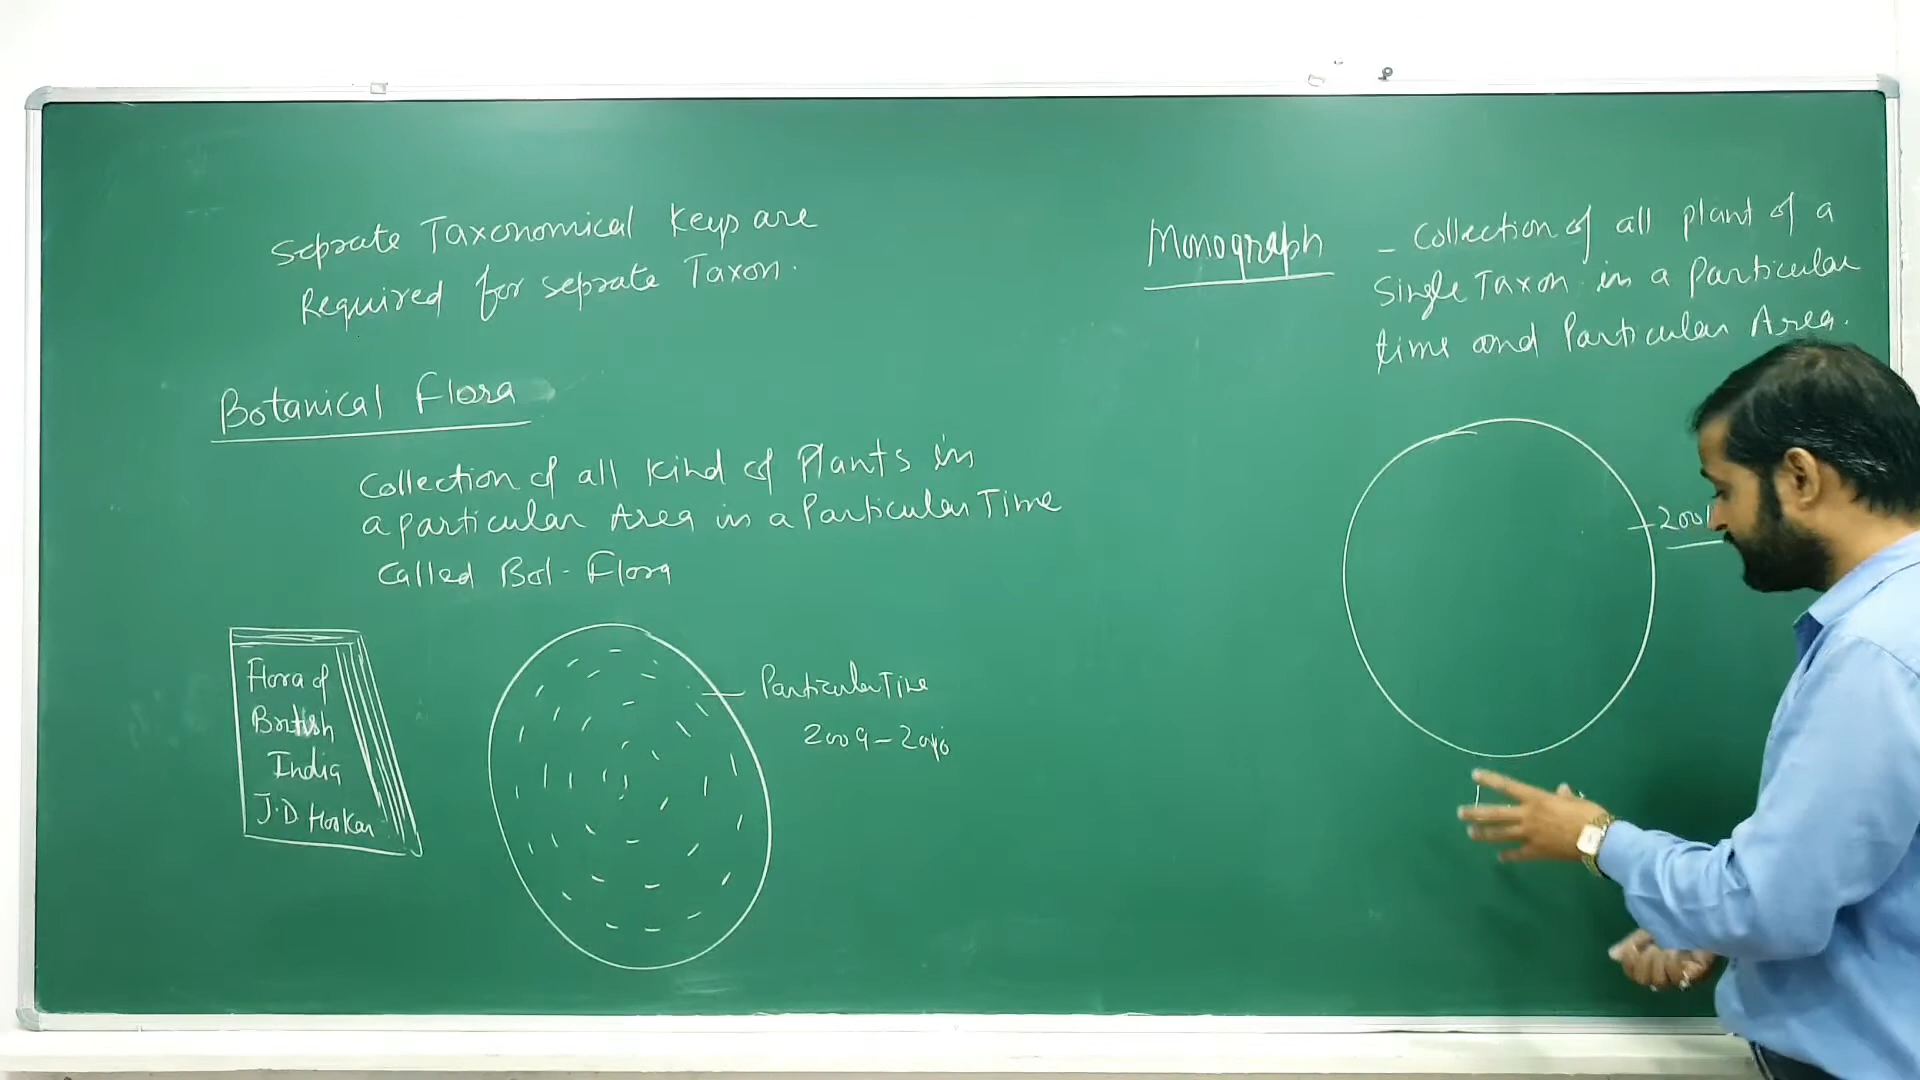 Seprate Taxonomical Keys are
Required for seprate Taxon.
Botanical Flora
Collection of all kind of Plants in
a particular Area in a Particular Time
Called Bot- Flora
Flora of
British
India
J.D Hooker
Particular Time
2009-2010
Monograph
- Collection of all plant of a
Single Taxon in a Particular
time and Particular Area.